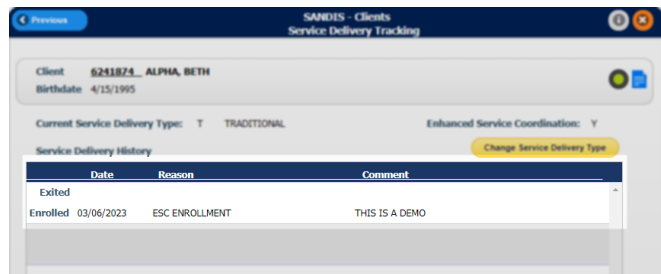 Previous
SANDIS - Clients
Service Delivery Tracking
Client 6241874 ALPHA, BETH
Birthdate 4/15/1995
Current Service Delivery Type: T TRADITIONAL Enhanced Service Coordination: Y
Service Delivery History Change Service Delivery Type
Date Reason Comment
Exited
Enrolled 03/06/2023 ESC ENROLLMENT THIS IS A DEMO